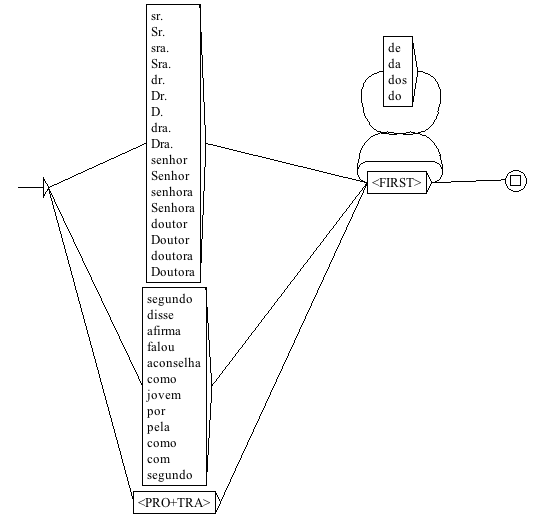 sr.
Sr.
sra.
Sra.
dr.
Dr.
D.
dra.
Dra.
senhor
Senhor
senhora
Senhora
doutor
Doutor
doutora
Doutora
segundo
disse
afirma
falou
aconselha
como
jovem
por
pela
como
com
segundo
<PRO+TRA>
de
da
dos
do
<FIRST>